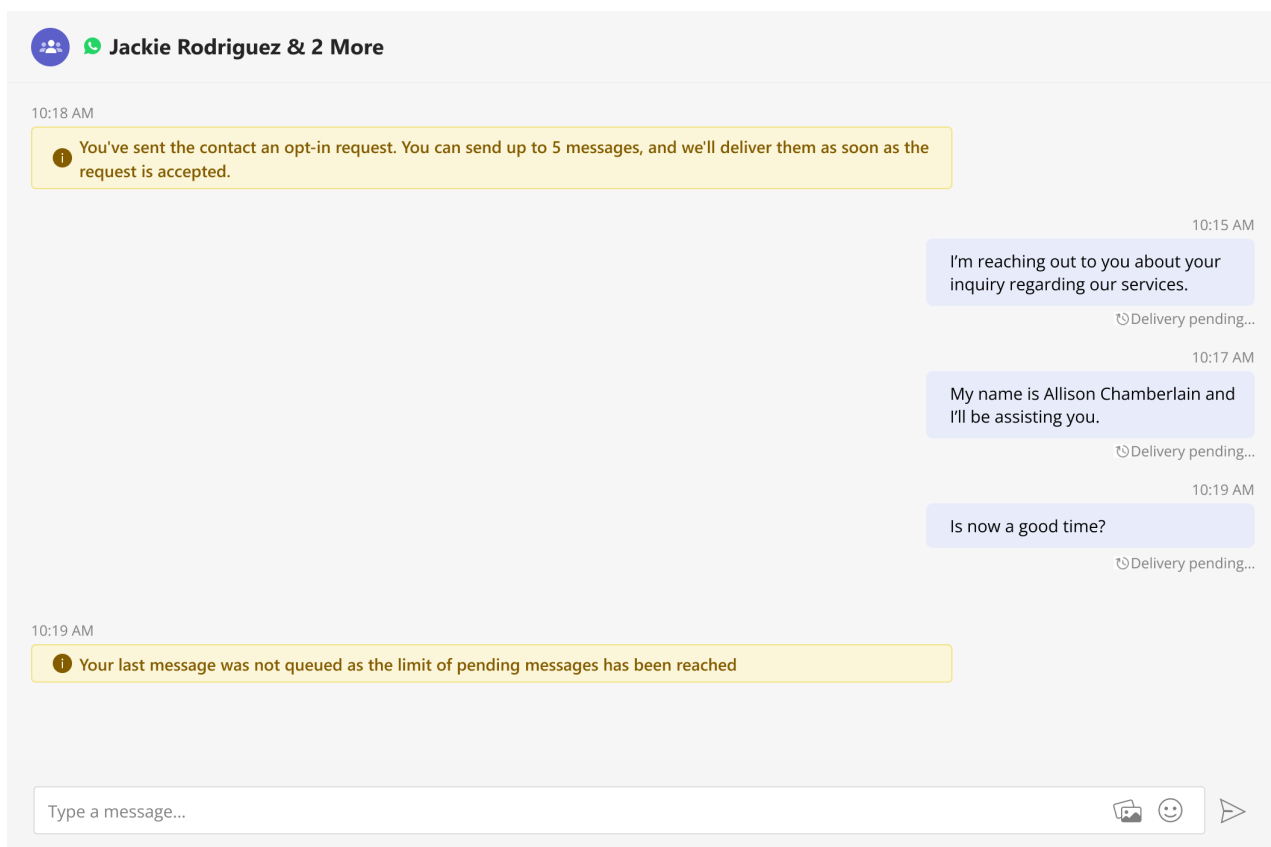 Jackie Rodriguez & 2 More
10:18 AM
You've sent the contact an opt-in request. You can send up to 5 messages, and we'll deliver them as soon as the
request is accepted.
10:15 AM
I’m reaching out to you about your
inquiry regarding our services.
Delivery pending...
10:17 AM
My name is Allison Chamberlain and
I’ll be assisting you.
Delivery pending...
10:19 AM
Is now a good time?
Delivery pending...
10:19 AM
Your last message was not queued as the limit of pending messages has been reached
Type a message...